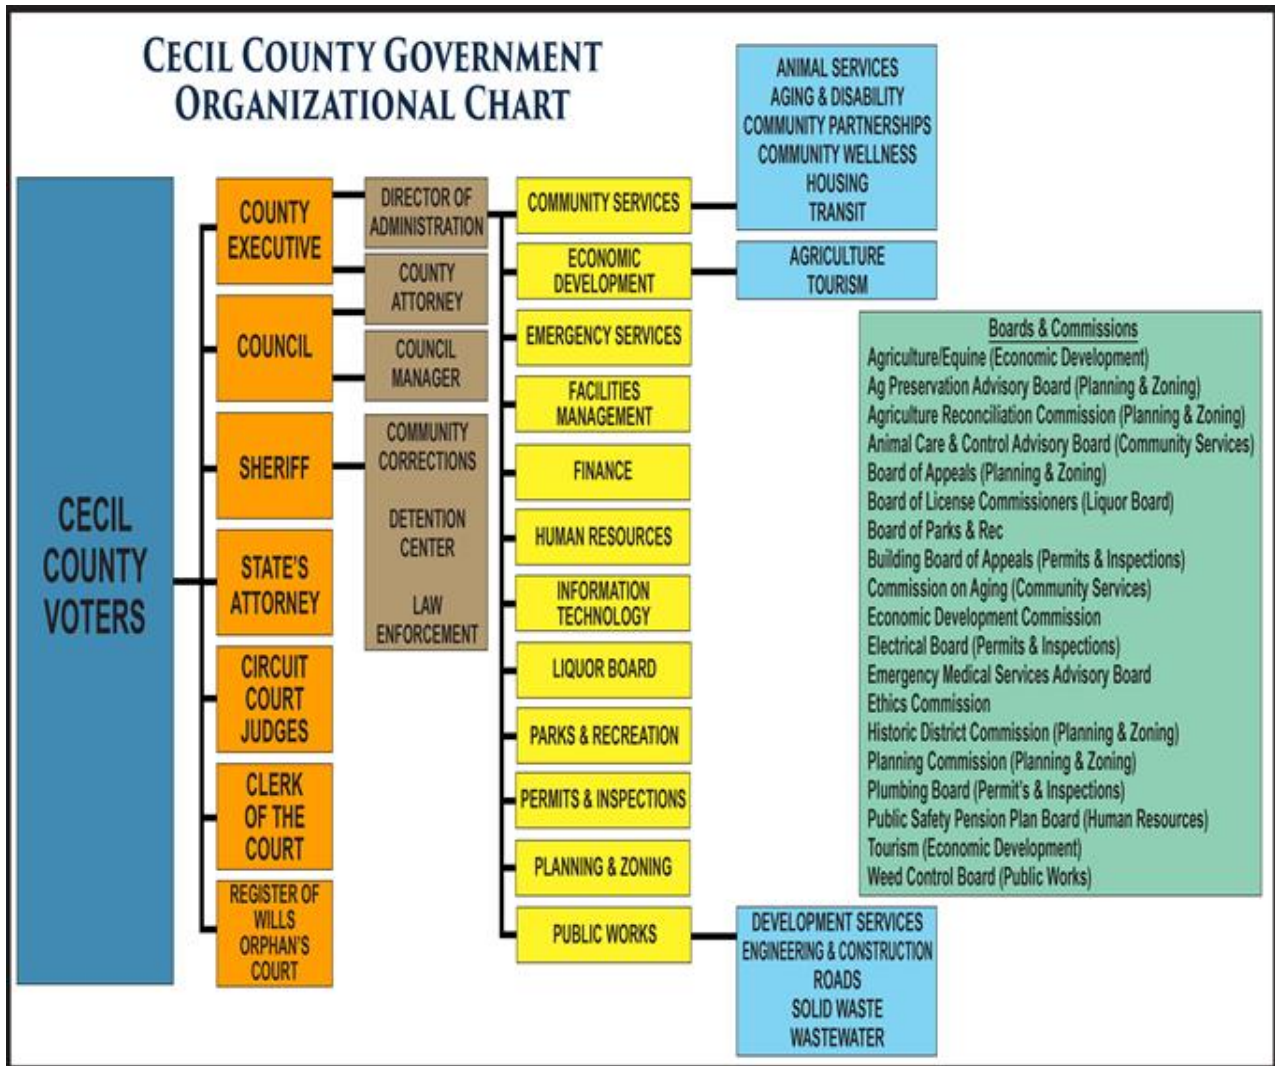 CECIL COUNTY GOVERNMENT
ORGANIZATIONAL CHART
CECIL
COUNTY
VOTERS
COUNTY
EXECUTIVE
COUNCIL
SHERIFF
STATE'S
ATTORNEY
CIRCUIT
COURT
JUDGES
CLERK
OF THE
COURT
REGISTER OF
WILLS
ORPHAN'S
COURT
DIRECTOR OF
ADMINISTRATION
COUNTY
ATTORNEY
COUNCIL
MANAGER
COMMUNITY
CORRECTIONS
DETENTION
CENTER
LAW
ENFORCEMENT
COMMUNITY SERVICES
ECONOMIC
DEVELOPMENT
EMERGENCY SERVICES
FACILITIES
MANAGEMENT
FINANCE
HUMAN RESOURCES
INFORMATION
TECHNOLOGY
LIQUOR BOARD
PARKS & RECREATION
PERMITS & INSPECTIONS
PLANNING & ZONING
PUBLIC WORKS
ANIMAL SERVICES
AGING & DISABILITY
COMMUNITY PARTNERSHIPS
COMMUNITY WELLNESS
HOUSING
TRANSIT
AGRICULTURE
TOURISM
Boards & Commissions
Agriculture/Equine (Economic Development)
Ag Preservation Advisory Board (Planning & Zoning)
Agriculture Reconciliation Commission (Planning & Zoning)
Animal Care & Control Advisory Board (Community Services)
Board of Appeals (Planning & Zoning)
Board of License Commissioners (Liquor Board)
Board of Parks & Rec
Building Board of Appeals (Permits & Inspections)
Commission on Aging (Community Services)
Economic Development Commission
Electrical Board (Permits & Inspections)
Emergency Medical Services Advisory Board
Ethics Commission
Historic District Commission (Planning & Zoning)
Planning Commission (Planning & Zoning)
Plumbing Board (Permit's & Inspections)
Public Safety Pension Plan Board (Human Resources)
Tourism (Economic Development)
Weed Control Board (Public Works)
DEVELOPMENT SERVICES
ENGINEERING & CONSTRUCTION
ROADS
SOLID WASTE
WASTEWATER